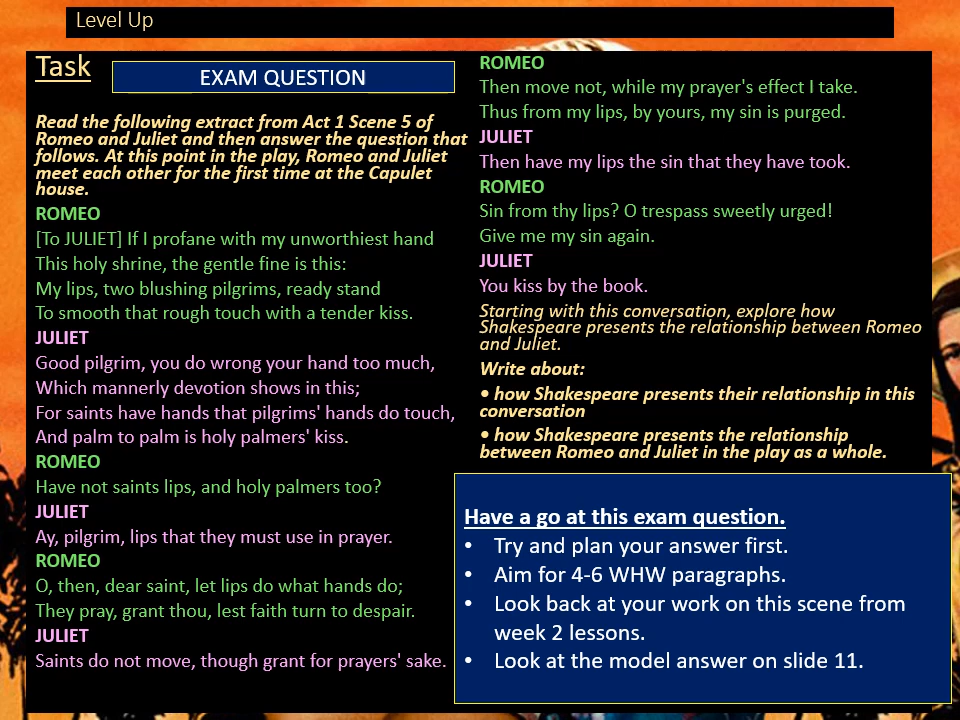 Level Up
Task
EXAM QUESTION
Read the following extract from Act 1 Scene 5 of
Romeo and Juliet and then answer the question that
follows. At this point in the play, Romeo and Juliet
meet each other for the first time at the Capulet
house.
ROMEO
[To JULIET] If I profane with my unworthiest hand
This holy shrine, the gentle fine is this:
My lips, two blushing pilgrims, ready stand
To smooth that rough touch with a tender kiss.
JULIET
Good pilgrim, you do wrong your hand too much,
Which mannerly devotion shows in this;
For saints have hands that pilgrims' hands do touch,
And palm to palm is holy palmers' kiss.
ROMEO
Have not saints lips, and holy palmers too?
JULIET
Ay, pilgrim, lips that they must use in prayer.
ROMEO
O, then, dear saint, let lips do what hands do;
They pray, grant thou, lest faith turn to despair.
JULIET
Saints do not move, though grant for prayers' sake.
ROMEO
Then move not, while my prayer's effect I take.
Thus from my lips, by yours, my sin is purged.
JULIET
Then have my lips the sin that they have took.
ROMEO
Sin from thy lips? O trespass sweetly urged!
Give me my sin again.
JULIET
You kiss by the book.
Starting with this conversation, explore how
Shakespeare presents the relationship between Romeo
and Juliet.
Write about:
• how Shakespeare presents their relationship in this
conversation
• how Shakespeare presents the relationship
between Romeo and Juliet in the play as a whole.
Have a go at this exam question.
• Try and plan your answer first.
• Aim for 4-6 WHW paragraphs.
• Look back at your work on this scene from
week 2 lessons.
• Look at the model answer on slide 11.